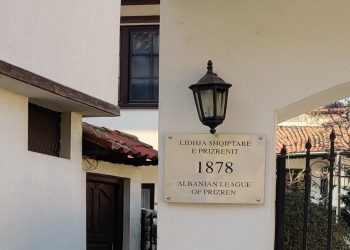 LIDHJA SHQIPTARE
E PRIZRENIT
1878
ALBANIAN LEAGUE
OF PRIZREN